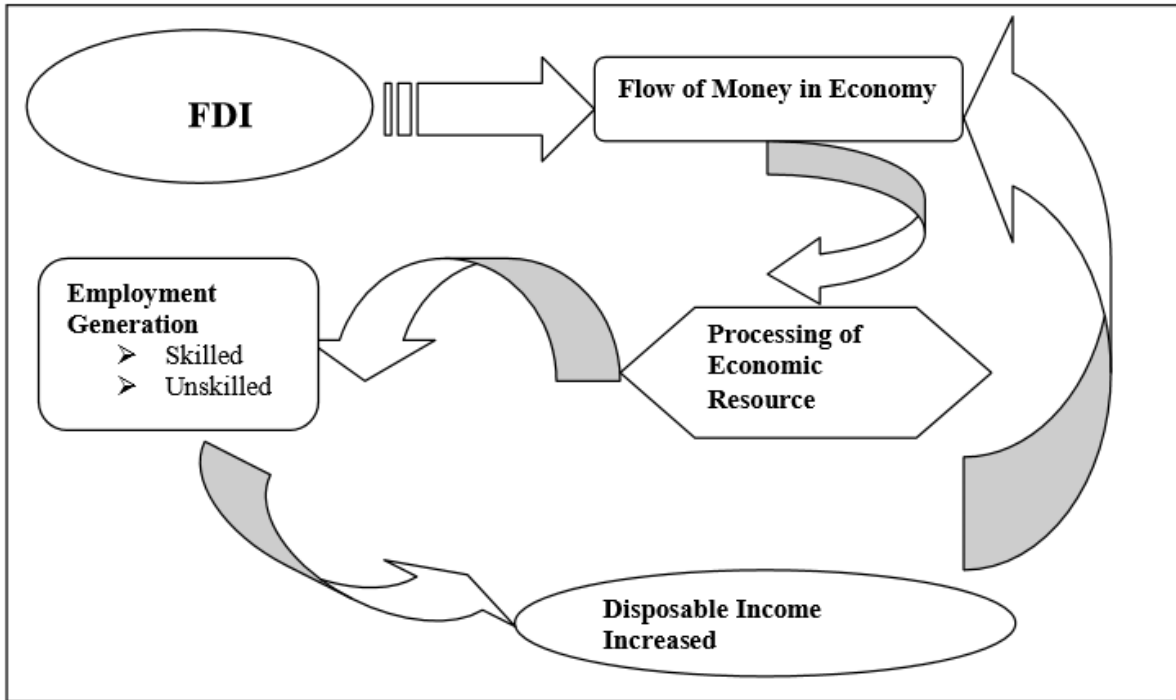 FDI
Flow of Money in Economy
Employment
Generation
➢ Skilled
➢ Unskilled
Processing of
Economic
Resource
Disposable Income
Increased